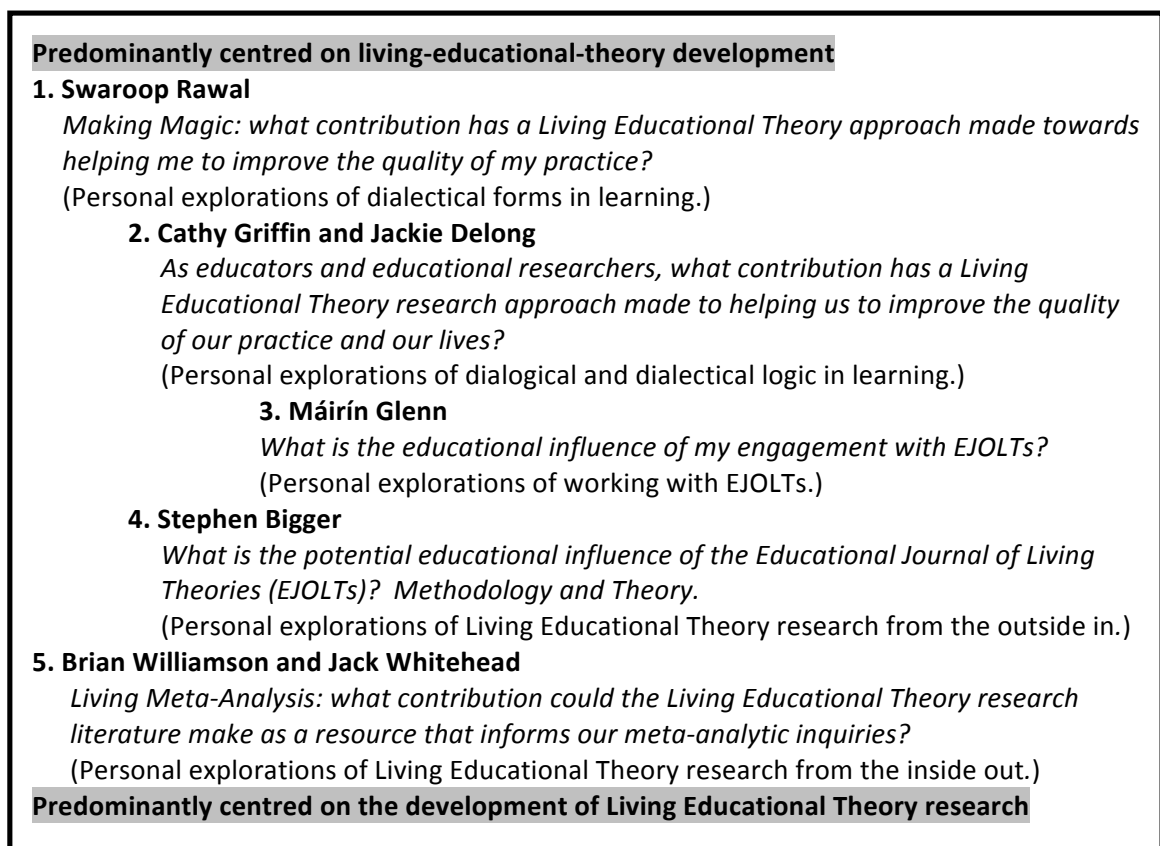 Predominantly centred on living-educational-theory development
1. Swaroop Rawal
Making Magic: what contribution has a Living Educational Theory approach made towards
helping me to improve the quality of my practice?
(Personal explorations of dialectical forms in learning.)
2. Cathy Griffin and Jackie Delong
As educators and educational researchers, what contribution has a Living
Educational Theory research approach made to helping us to improve the quality
of our practice and our lives?
(Personal explorations of dialogical and dialectical logic in learning.)
3. Máirín Glenn
What is the educational influence of my engagement with EJOLTs?
(Personal explorations of working with EJOLTs.)
4. Stephen Bigger
What is the potential educational influence of the Educational Journal of Living
Theories (EJOLTs)?  Methodology and Theory.
(Personal explorations of Living Educational Theory research from the outside in.)
5. Brian Williamson and Jack Whitehead
Living Meta-Analysis: what contribution could the Living Educational Theory research
literature make as a resource that informs our meta-analytic inquiries?
(Personal explorations of Living Educational Theory research from the inside out.)
Predominantly centred on the development of Living Educational Theory research